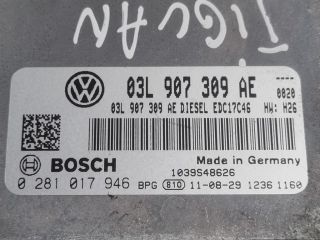 TIGUAN
03L 907 309 AE
0020
03L 907 309 AE DIESEL EDC17C46 HW: H26
BOSCH
Made in Germany
1039S48626
0 281 017 946 BPG 810 11-08-29 1236 1160